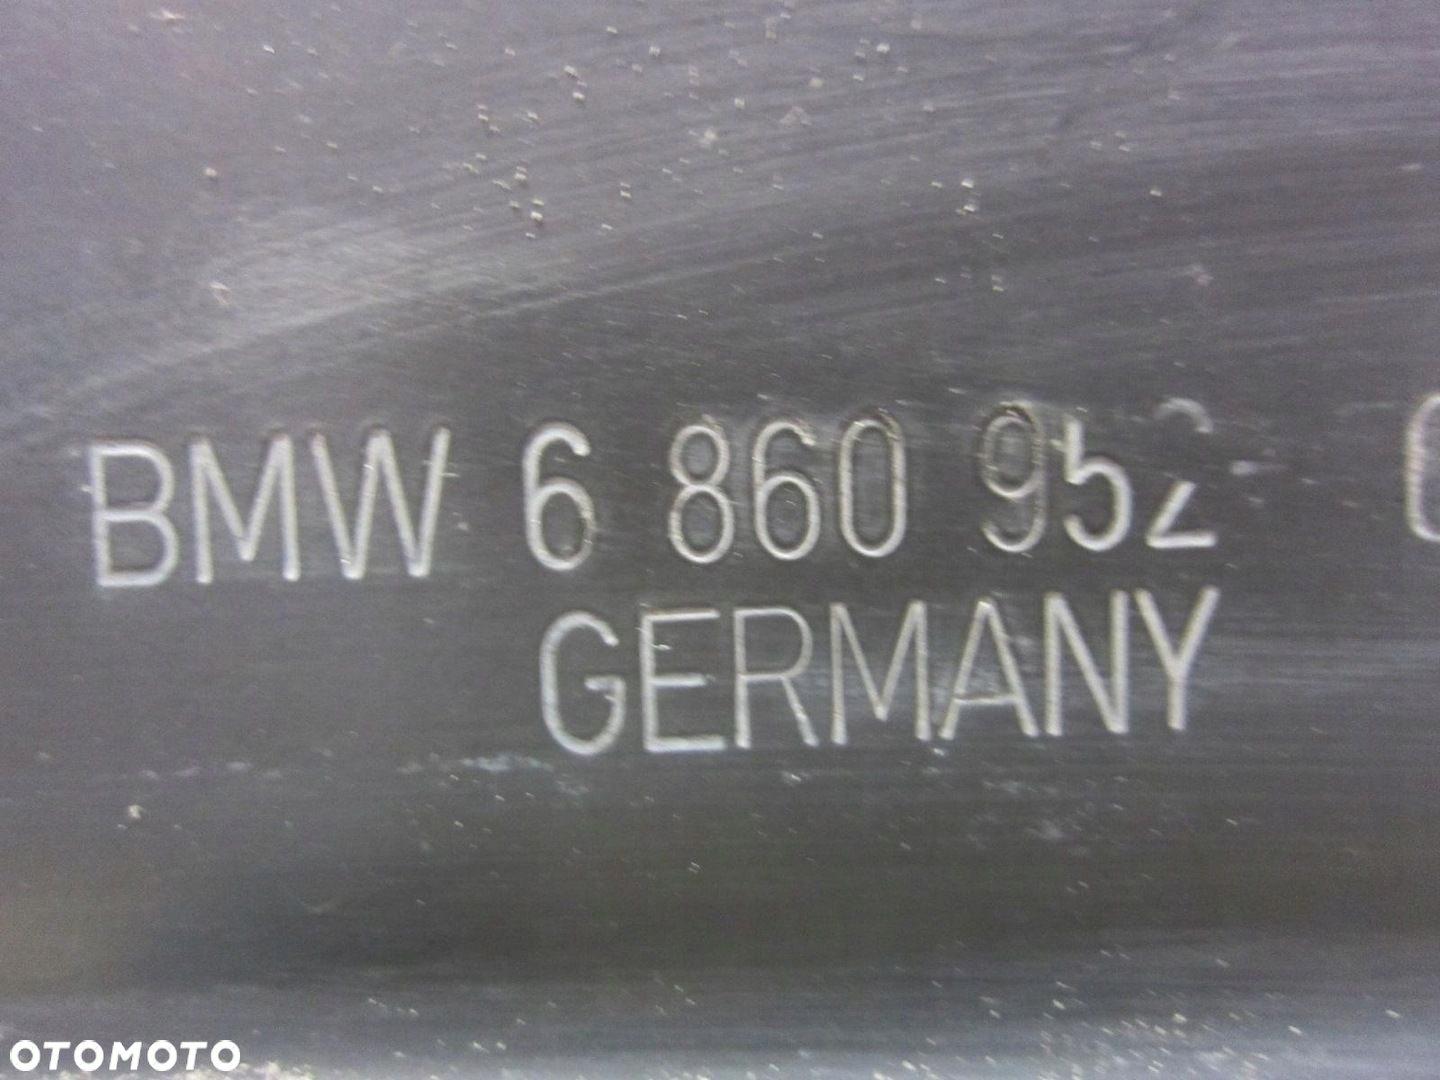 BMW 6 860 952
GERMANY
OTOMOTO